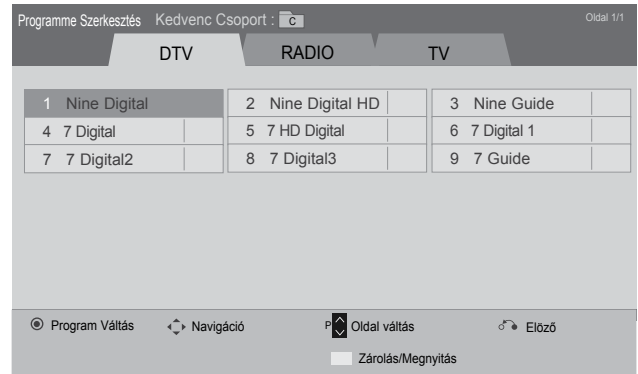 Programme Szerkesztés Kedvenc Csoport : C Oldal 1/1
DTV RADIO TV
1 Nine Digital 2 Nine Digital HD 3 Nine Guide
4 7 Digital 5 7 HD Digital 6 7 Digital 1
7 7 Digital2 8 7 Digital3 9 7 Guide
Program Váltás Navigáció P Oldal váltás Elöző
Zárolás/Megnyitás